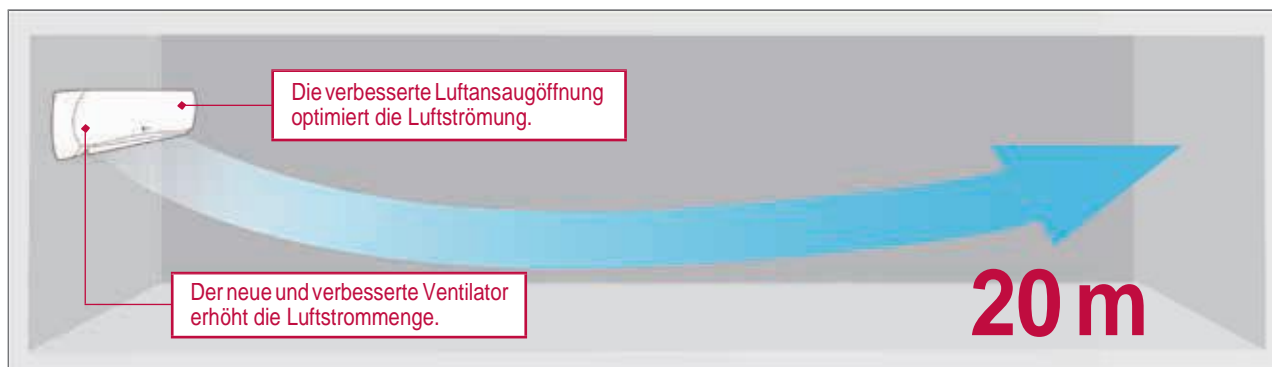 Die verbesserte Luftansaugöffnung
optimiert die Luftströmung.
Der neue und verbesserte Ventilator
erhöht die Luftstrommenge.
20 m